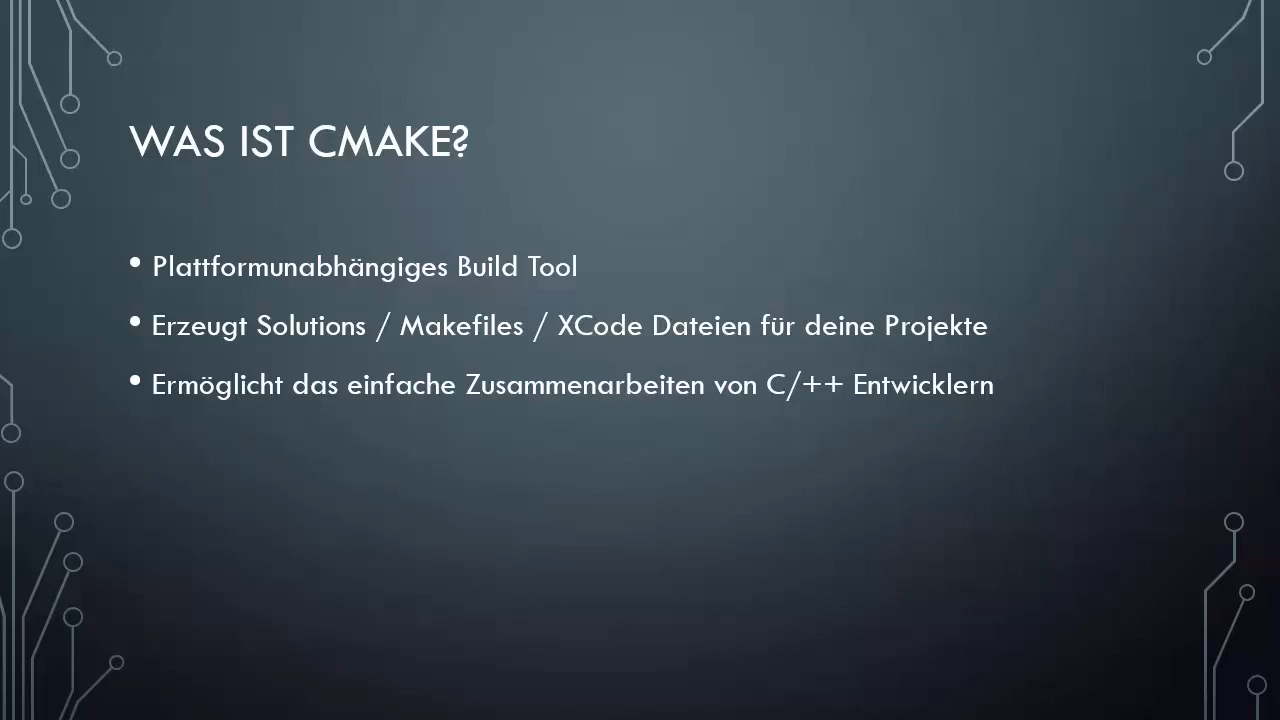 WAS IST CMAKE?
• Plattformunabhängiges Build Tool
• Erzeugt Solutions / Makefiles / XCode Dateien für deine Projekte
• Ermöglicht das einfache Zusammenarbeiten von C/++ Entwicklern